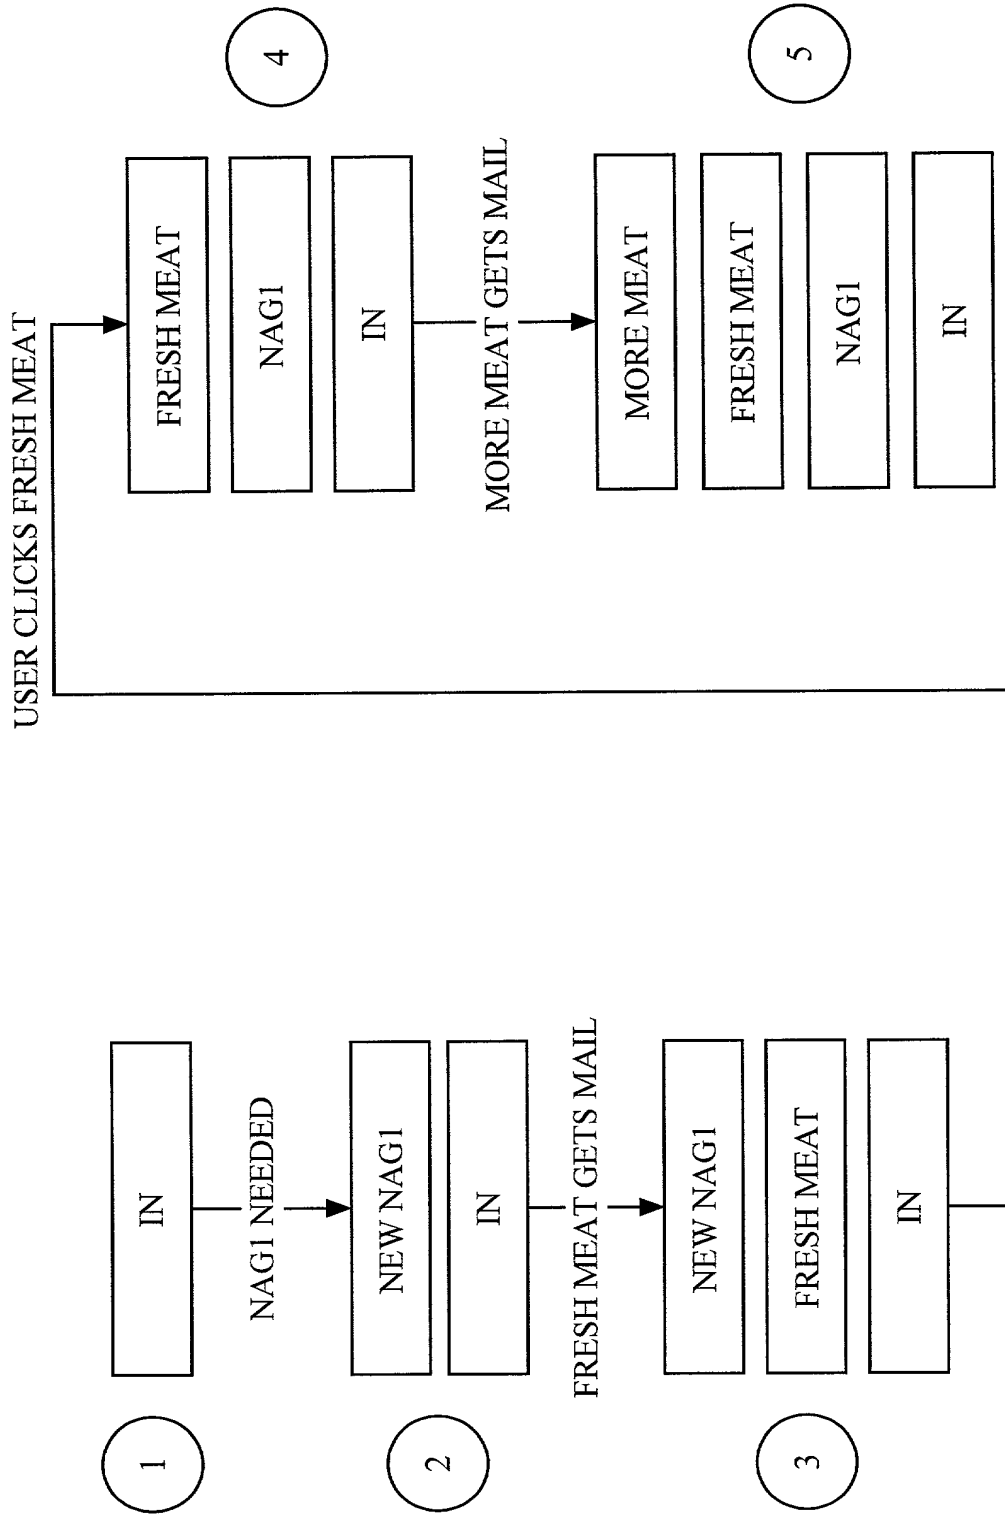 1
IN
NAG1 NEEDED
2
NEW NAG1
IN
FRESH MEAT GETS MAIL
3
NEW NAG1
FRESH MEAT
IN
USER CLICKS FRESH MEAT
4
FRESH MEAT
NAG1
IN
MORE MEAT GETS MAIL
5
MORE MEAT
FRESH MEAT
NAG1
IN